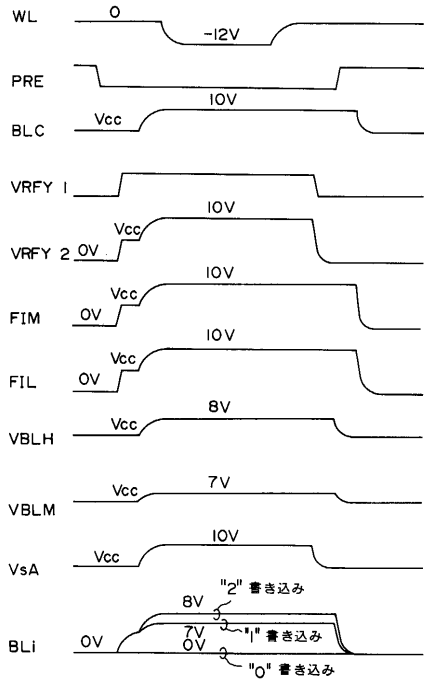 WL 0 -12V
PRE
BLC Vcc 10V
VRFY 1
VRFY 2 0V Vcc 10V
FIM 0V Vcc 10V
FIL 0V Vcc 10V
VBLH Vcc 8V
VBLM Vcc 7V
VSA Vcc 10V
8V "2" 書き込み
BLi 0V 7V "1" 書き込み
0V "0" 書き込み